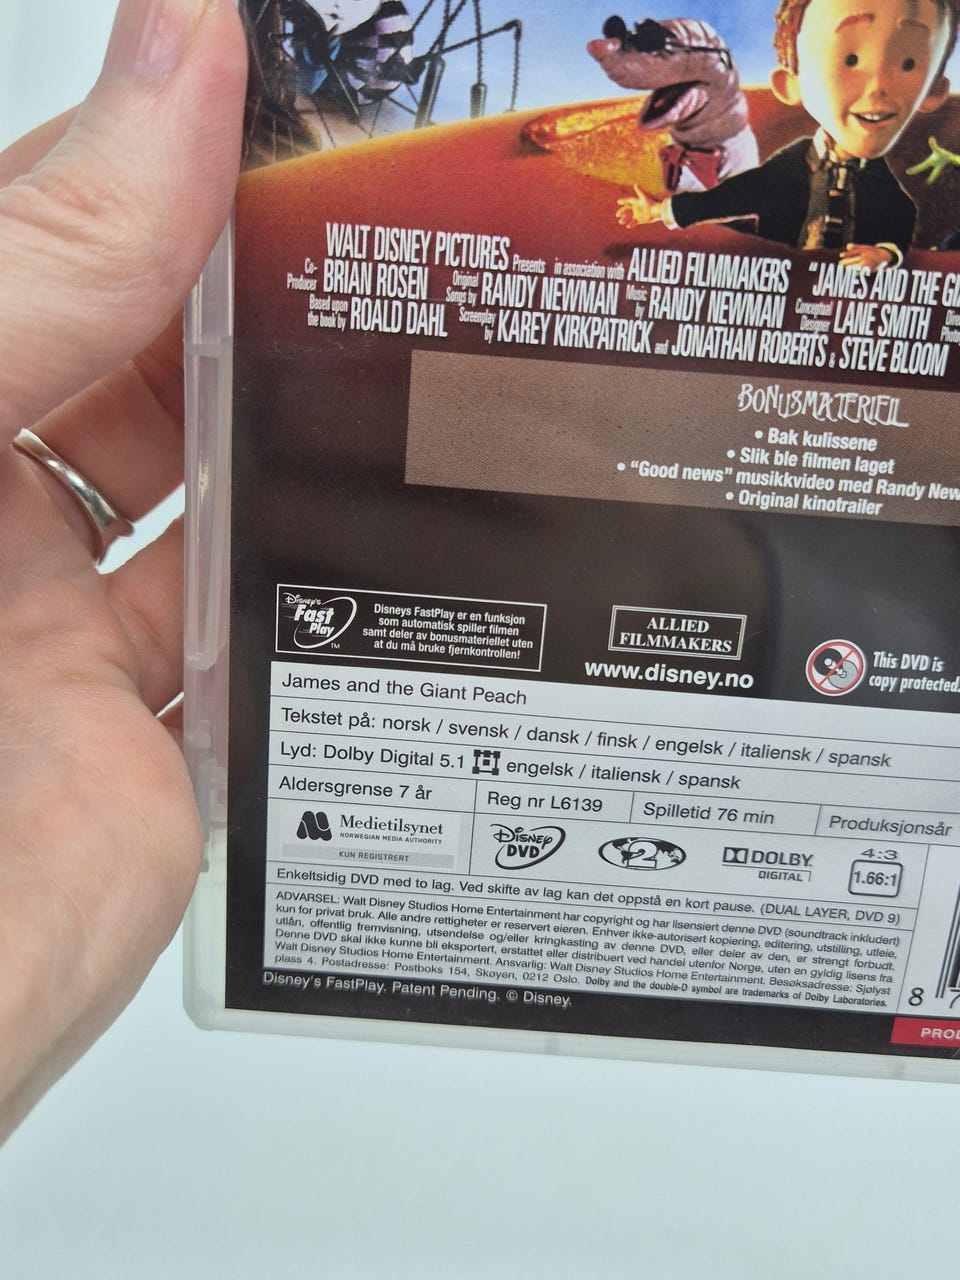 WALT DISNEY PICTURES Presents in association with ALLIED FILMMAKERS "JAMES AND THE GI
Co-Producer BRIAN ROSEN Original Songs by RANDY NEWMAN Music by RANDY NEWMAN Conceptual Designer LANE SMITH
Based upon the book by ROALD DAHL Screenplay by KAREY KIRKPATRICK and JONATHAN ROBERTS & STEVE BLOOM
BONUSMATERIELL
• Bak kulissene
• Slik ble filmen laget
• "Good news" musikkvideo med Randy New
• Original kinotrailer
Disney's
Fast
Play
TM
Disneys FastPlay er en funksjon
som automatisk spiller filmen
samt deler av bonusmateriellet uten
at du må bruke fjernkontrollen!
ALLIED
FILMMAKERS
www.disney.no
This DVD is
copy protected.
James and the Giant Peach
Tekstet på: norsk / svensk / dansk / finsk / engelsk / italiensk / spansk
Lyd: Dolby Digital 5.1 engelsk / italiensk / spansk
Aldersgrense 7 år
Reg nr L6139
Spilletid 76 min
Produksjonsår
Medietilsynet
NORWEGIAN MEDIA AUTHORITY
KUN REGISTRERT
DISNEY
DVD
2
DOLBY
DIGITAL
4:3
1.66:1
Enkeltsidig DVD med to lag. Ved skifte av lag kan det oppstå en kort pause. (DUAL LAYER, DVD 9)
ADVARSEL: Walt Disney Studios Home Entertainment har copyright og har lisensiert denne DVD (soundtrack inkludert)
kun for privat bruk. Alle andre rettigheter er reservert eieren. Enhver ikke-autorisert kopiering, editering, utstilling, utleie,
utlån, offentlig fremvisning, utsendelse og/eller kringkasting av denne DVD, eller deler av den, er strengt forbudt.
Denne DVD skal ikke kunne bli eksportert, erstattet eller distribuert ved handel utenfor Norge, uten en gyldig lisens fra
Walt Disney Studios Home Entertainment. Ansvarlig: Walt Disney Studios Home Entertainment. Besøksadresse: Sjølyst
plass 4. Postadresse: Postboks 154, Skøyen, 0212 Oslo. Dolby and the double-D symbol are trademarks of Dolby Laboratories.
Disney's FastPlay. Patent Pending. © Disney.
8 7
PROD